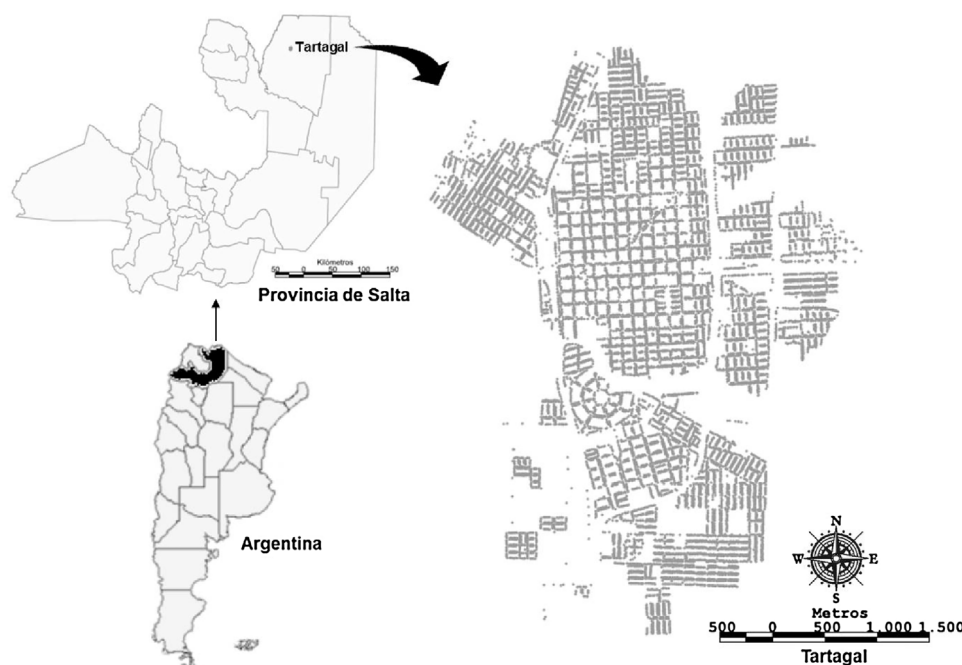 Tartagal
Kilómetros
50 0 50 100 150
Provincia de Salta
Argentina
N
W E
S
Metros
500 0 500 1.000 1.500
Tartagal